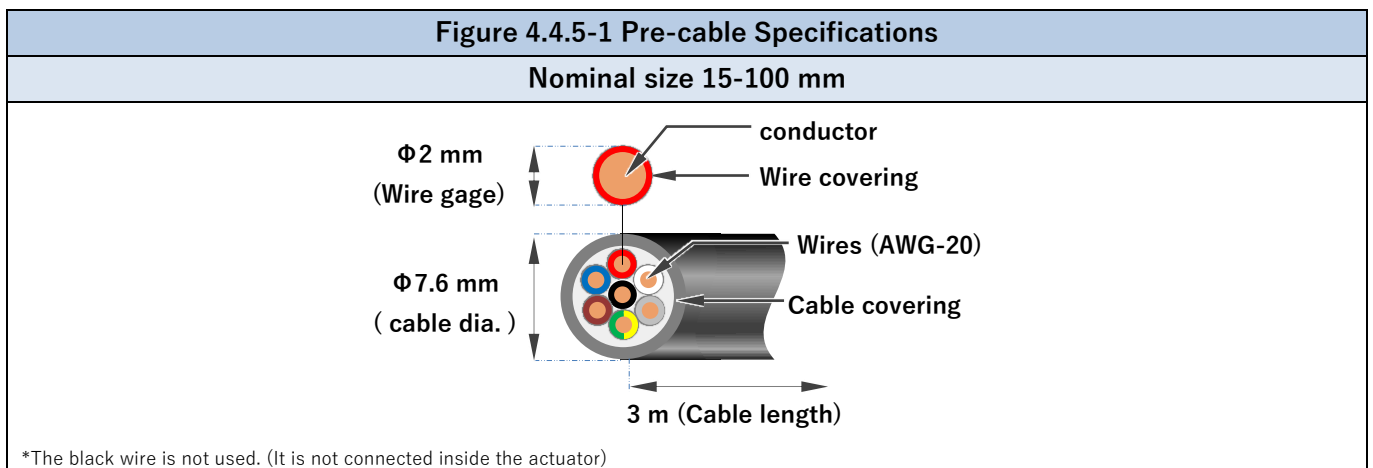 Figure 4.4.5-1 Pre-cable Specifications
Nominal size 15-100 mm
conductor
Φ2 mm
(Wire gage)
Wire covering
Wires (AWG-20)
Φ7.6 mm
( cable dia. )
Cable covering
3 m (Cable length)
*The black wire is not used. (It is not connected inside the actuator)